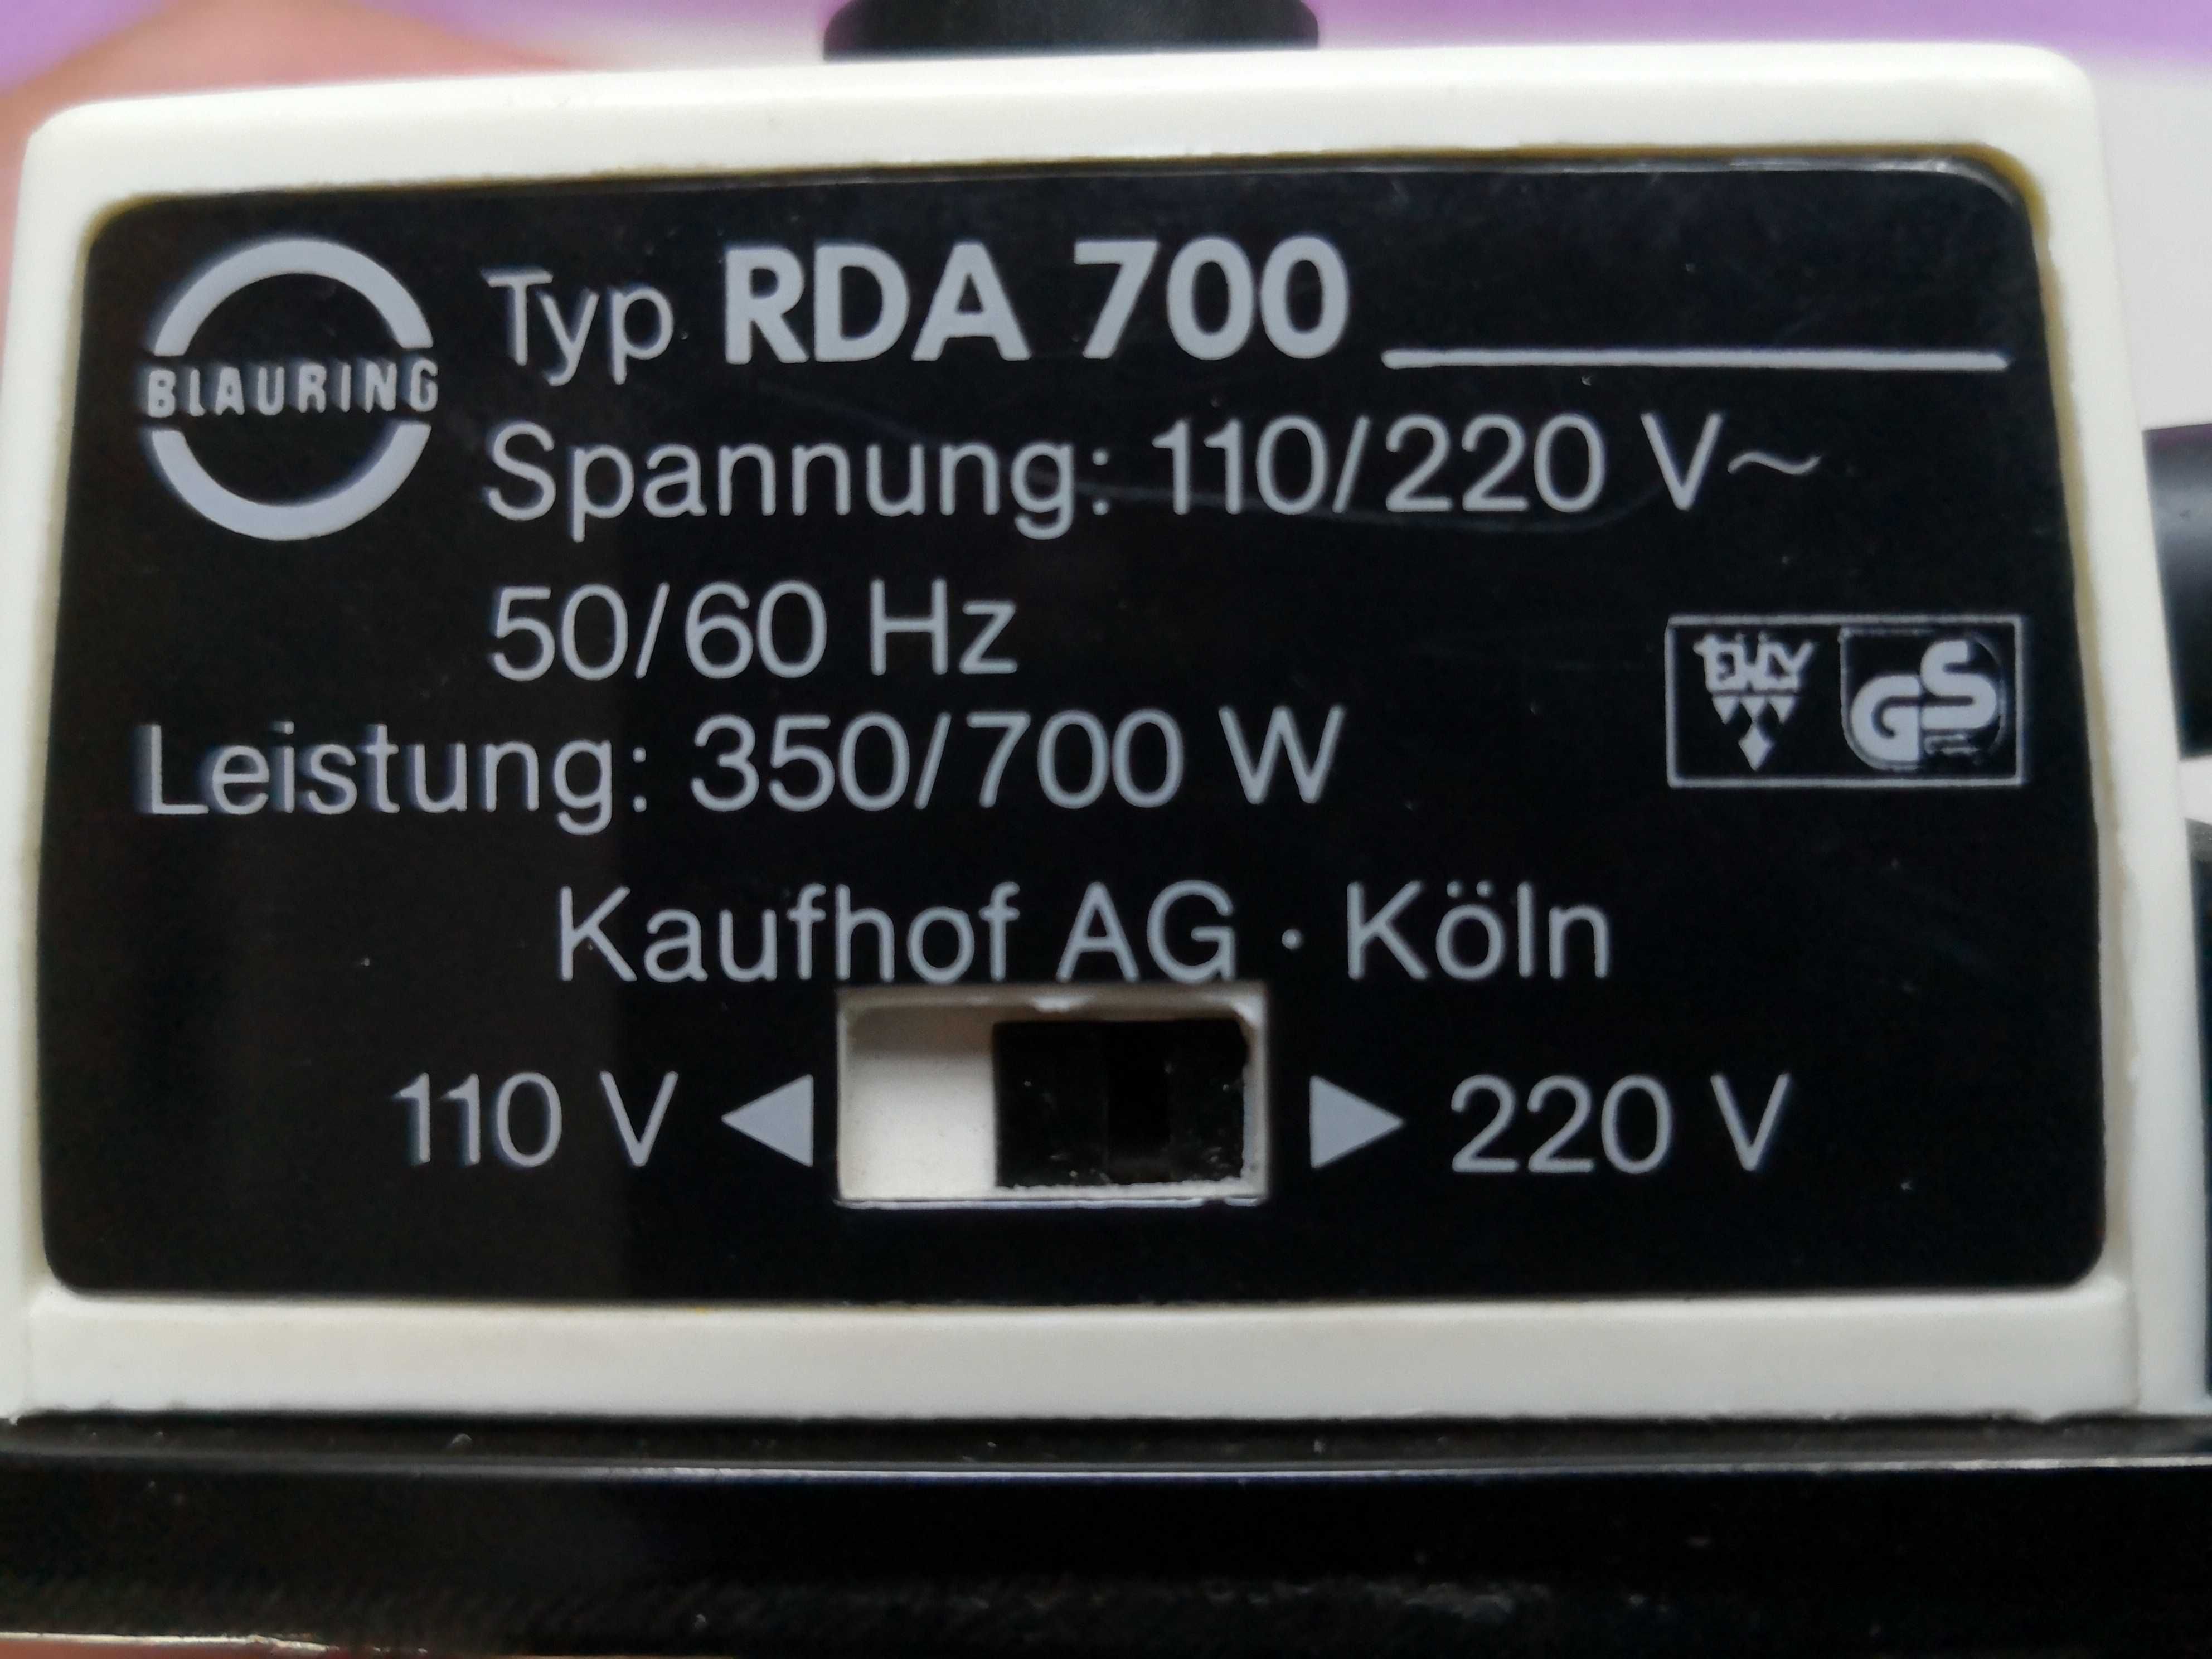 BLAURING
Typ RDA 700
Spannung: 110/220 V~
50/60 Hz
GS
Leistung: 350/700 W
Kaufhof AG · Köln
110 V ◀ ▶ 220 V